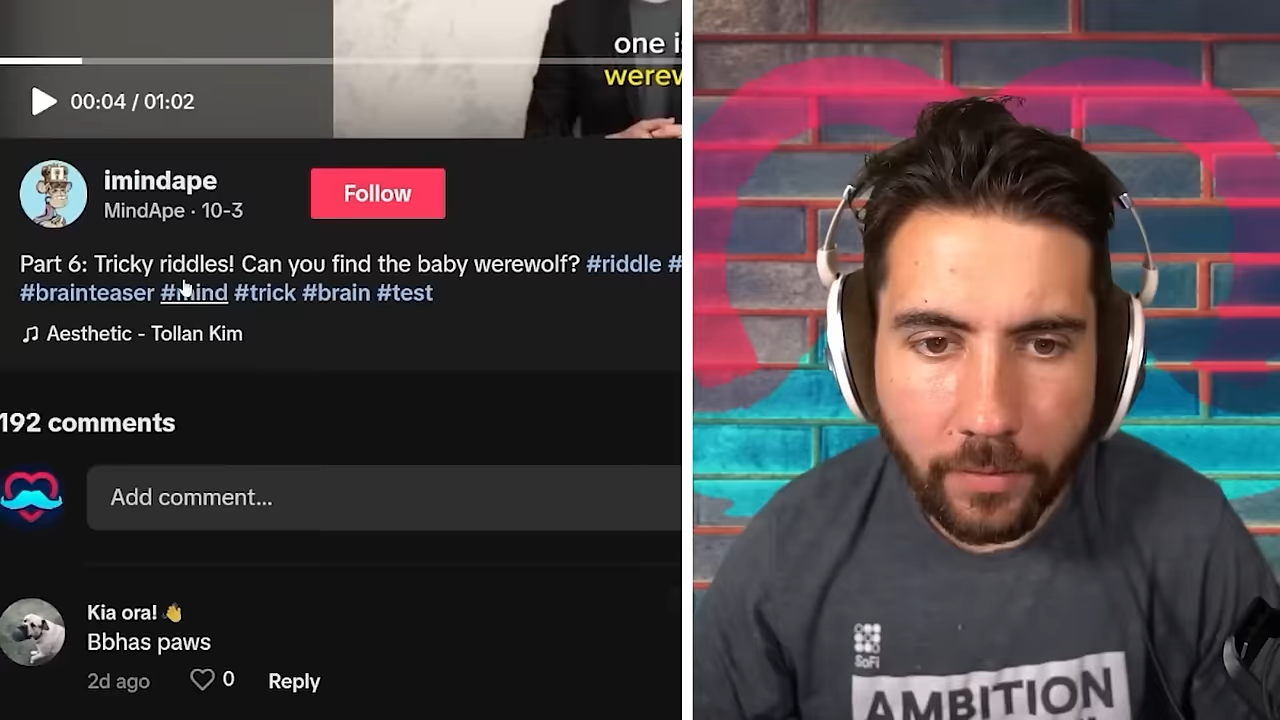 one
00:04 / 01:02
imindape
MindApe · 10-3
Follow
Part 6: Tricky riddles! Can you find the baby werewolf? #riddle #
#brainteaser #mind #trick #brain #test
Aesthetic - Tollan Kim
192 comments
Add comment...
Kia ora! 👋
Bbhas paws
2d ago
0
Reply
SoFi
AMBITION